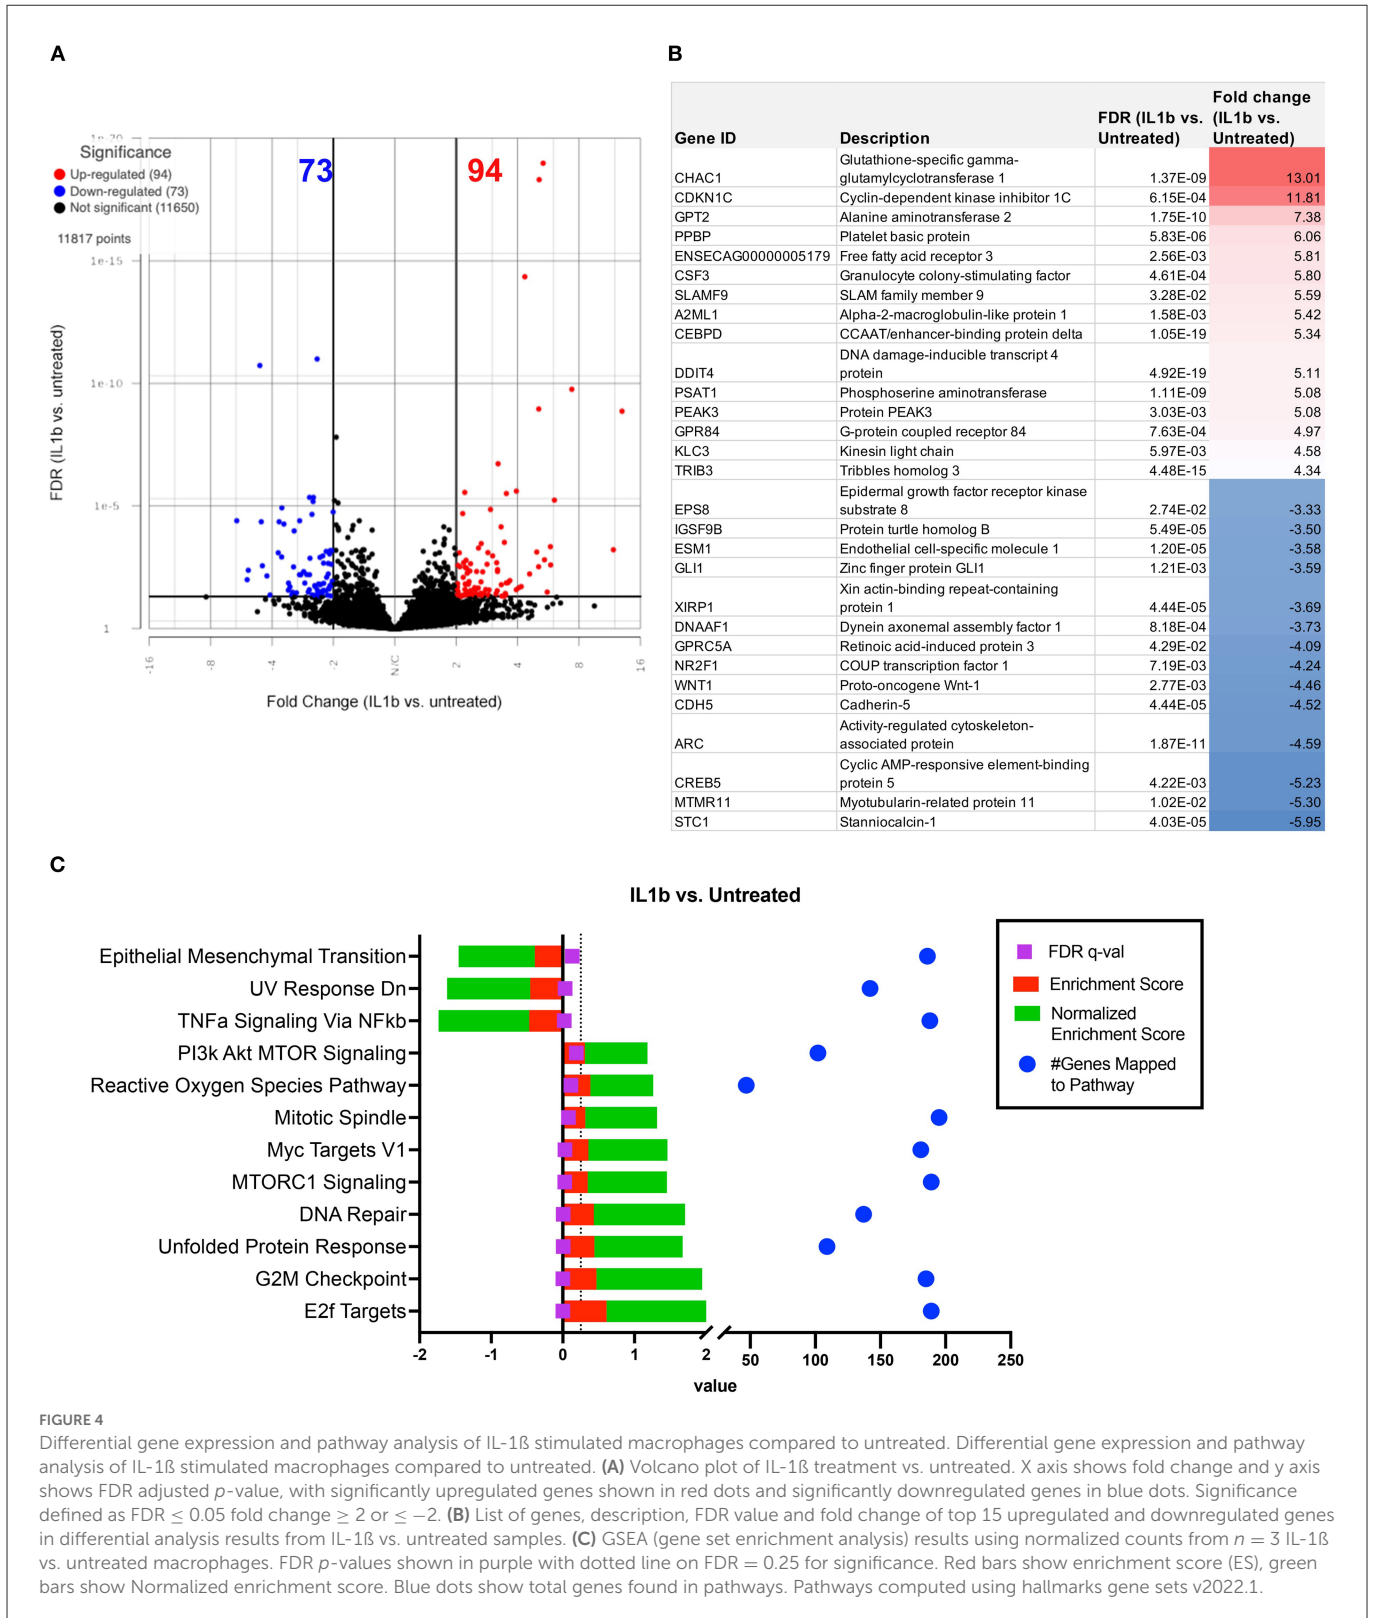 A
1e-20
Significance
Up-regulated (94)
Down-regulated (73)
Not significant (11650)
11817 points
73
94
1e-15
1e-10
1e-5
1
FDR (IL1b vs. untreated)
-16
-8
-4
-2
N/C
2
4
8
16
Fold Change (IL1b vs. untreated)
B
Gene ID Description FDR (IL1b vs. Untreated) Fold change (IL1b vs. Untreated)
CHAC1 Glutathione-specific gamma-glutamylcyclotransferase 1 1.37E-09 13.01
CDKN1C Cyclin-dependent kinase inhibitor 1C 6.15E-04 11.81
GPT2 Alanine aminotransferase 2 1.75E-10 7.38
PPBP Platelet basic protein 5.83E-06 6.06
ENSECAG00000005179 Free fatty acid receptor 3 2.56E-03 5.81
CSF3 Granulocyte colony-stimulating factor 4.61E-04 5.80
SLAMF9 SLAM family member 9 3.28E-02 5.59
A2ML1 Alpha-2-macroglobulin-like protein 1 1.58E-03 5.42
CEBPD CCAAT/enhancer-binding protein delta 1.05E-19 5.34
DDIT4 DNA damage-inducible transcript 4 protein 4.92E-19 5.11
PSAT1 Phosphoserine aminotransferase 1.11E-09 5.08
PEAK3 Protein PEAK3 3.03E-03 5.08
GPR84 G-protein coupled receptor 84 7.63E-04 4.97
KLC3 Kinesin light chain 5.97E-03 4.58
TRIB3 Tribbles homolog 3 4.48E-15 4.34
EPS8 Epidermal growth factor receptor kinase substrate 8 2.74E-02 -3.33
IGSF9B Protein turtle homolog B 5.49E-05 -3.50
ESM1 Endothelial cell-specific molecule 1 1.20E-05 -3.58
GLI1 Zinc finger protein GLI1 1.21E-03 -3.59
XIRP1 Xin actin-binding repeat-containing protein 1 4.44E-05 -3.69
DNAAF1 Dynein axonemal assembly factor 1 8.18E-04 -3.73
GPRC5A Retinoic acid-induced protein 3 4.29E-02 -4.09
NR2F1 COUP transcription factor 1 7.19E-03 -4.24
WNT1 Proto-oncogene Wnt-1 2.77E-03 -4.46
CDH5 Cadherin-5 4.44E-05 -4.52
ARC Activity-regulated cytoskeleton-associated protein 1.87E-11 -4.59
CREB5 Cyclic AMP-responsive element-binding protein 5 4.22E-03 -5.23
MTMR11 Myotubularin-related protein 11 1.02E-02 -5.30
STC1 Stanniocalcin-1 4.03E-05 -5.95
C
IL1b vs. Untreated
Epithelial Mesenchymal Transition
UV Response Dn
TNFa Signaling Via NFkb
PI3k Akt MTOR Signaling
Reactive Oxygen Species Pathway
Mitotic Spindle
Myc Targets V1
MTORC1 Signaling
DNA Repair
Unfolded Protein Response
G2M Checkpoint
E2f Targets
FDR q-val
Enrichment Score
Normalized
Enrichment Score
#Genes Mapped
to Pathway
-2 -1 0 1 2 50 100 150 200 250
value
FIGURE 4
Differential gene expression and pathway analysis of IL-1ß stimulated macrophages compared to untreated. Differential gene expression and pathway
analysis of IL-1ß stimulated macrophages compared to untreated. (A) Volcano plot of IL-1ß treatment vs. untreated. X axis shows fold change and y axis
shows FDR adjusted p-value, with significantly upregulated genes shown in red dots and significantly downregulated genes in blue dots. Significance
defined as FDR ≤ 0.05 fold change ≥ 2 or ≤ −2. (B) List of genes, description, FDR value and fold change of top 15 upregulated and downregulated genes
in differential analysis results from IL-1ß vs. untreated samples. (C) GSEA (gene set enrichment analysis) results using normalized counts from n = 3 IL-1ß
vs. untreated macrophages. FDR p-values shown in purple with dotted line on FDR = 0.25 for significance. Red bars show enrichment score (ES), green
bars show Normalized enrichment score. Blue dots show total genes found in pathways. Pathways computed using hallmarks gene sets v2022.1.